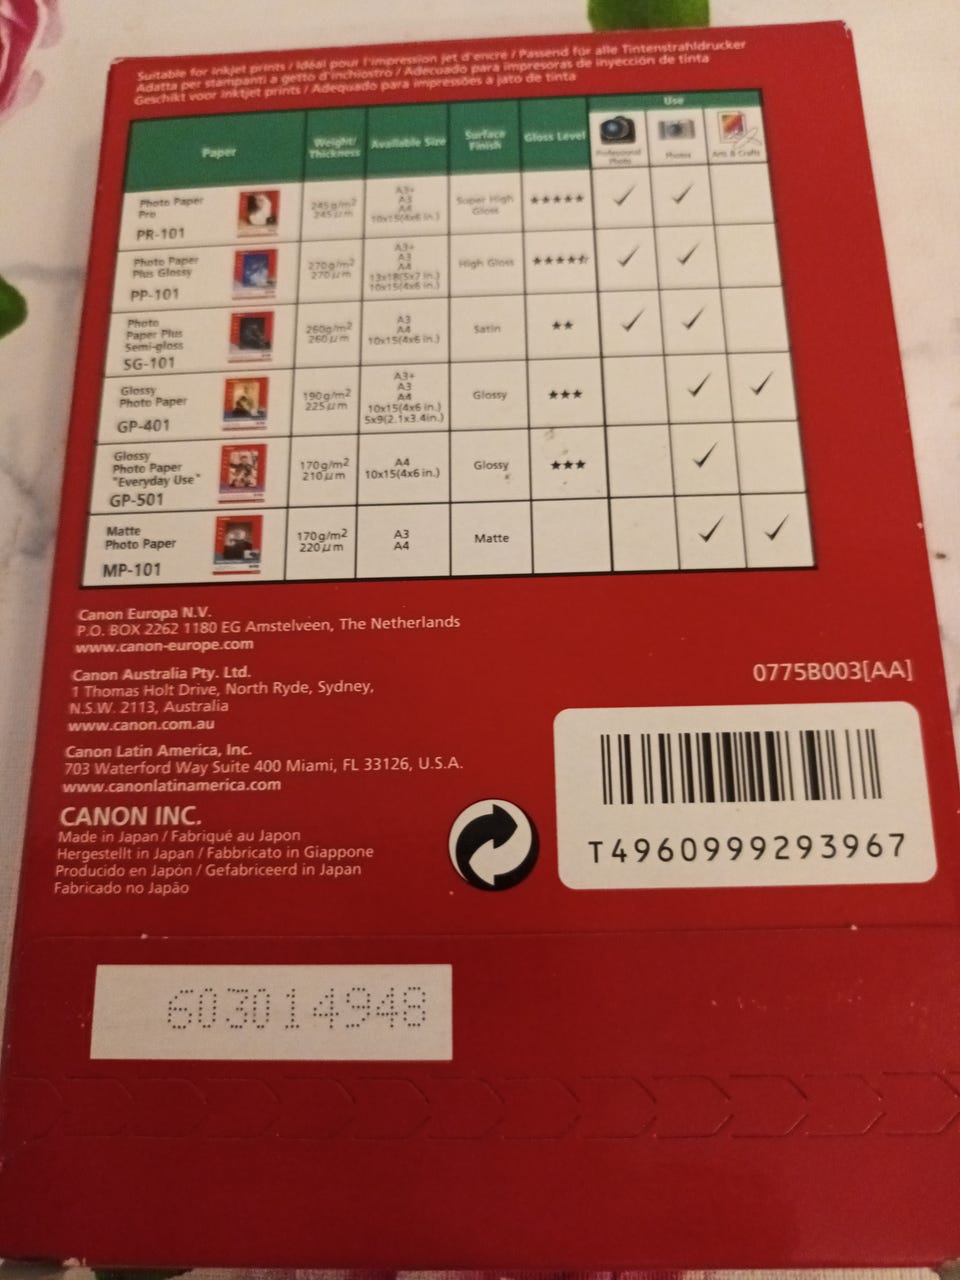 Suitable for inkjet prints / Idéal pour l'impression jet d'encre / Passend für alle Tintenstrahldrucker
Adatta per stampanti a getto d'inchiostro / Adecuado para impresoras de inyección de tinta
Geschikt voor inktjet prints / Adequado para impressões a jato de tinta
Paper
Weight/
Thickness
Available Size
Surface
Finish
Gloss Level
Use
Professional
Photo
Photos
Arts & Crafts
Photo Paper
Pro
PR-101
245g/m2
245μm
A3+
A3
A4
10x15(4x6 in.)
Super High
Gloss
★★★★★
Photo Paper
Plus Glossy
PP-101
270g/m2
270μm
A3+
A3
A4
13x18(5x7 in.)
10x15(4x6 in.)
High Gloss
Photo
Paper Plus
Semi-gloss
SG-101
260g/m2
260μm
A3
A4
10x15(4x6 in.)
Satin
★★
Glossy
Photo Paper
GP-401
190g/m2
225μm
A3+
A3
A4
10x15(4x6 in.)
5x9(2.1x3.4in.)
Glossy
★★★
Glossy
Photo Paper
"Everyday Use"
GP-501
170g/m2
210μm
A4
10x15(4x6 in.)
Glossy
★★★
Matte
Photo Paper
MP-101
170g/m2
220μm
A3
A4
Matte
Canon Europa N.V.
P.O. BOX 2262 1180 EG Amstelveen, The Netherlands
www.canon-europe.com
Canon Australia Pty. Ltd.
1 Thomas Holt Drive, North Ryde, Sydney,
N.S.W. 2113, Australia
www.canon.com.au
Canon Latin America, Inc.
703 Waterford Way Suite 400 Miami, FL 33126, U.S.A.
www.canonlatinamerica.com
CANON INC.
Made in Japan / Fabriqué au Japon
Hergestellt in Japan / Fabbricato in Giappone
Producido en Japón / Gefabriceerd in Japan
Fabricado no Japão
0775B003[AA]
T4960999293967
603014948